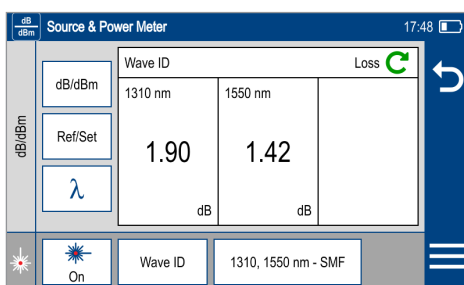 dB
dBm
Source & Power Meter
17:48
dB/dBm
dB/dBm
Ref/Set
λ
Wave ID
Loss
1310 nm
1550 nm
1.90
1.42
dB
dB
On
Wave ID
1310, 1550 nm - SMF